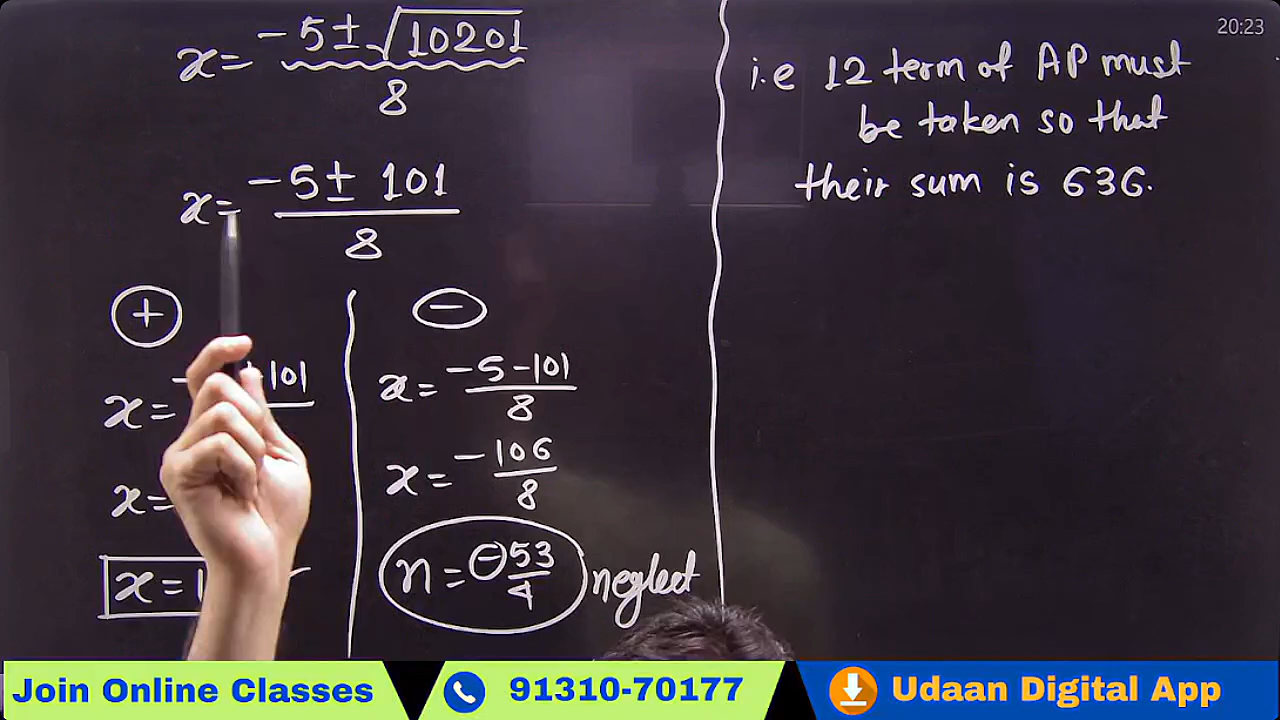 x = -5 ± √10201 / 8
x = -5 ± 101 / 8
+
x = - 101
x =
x = 1
-
x = -5 - 101 / 8
x = -106 / 8
n = -53 / 4 neglect
20:23
i.e 12 term of AP must
be taken so that
their sum is 636.
Join Online Classes
91310-70177
Udaan Digital App